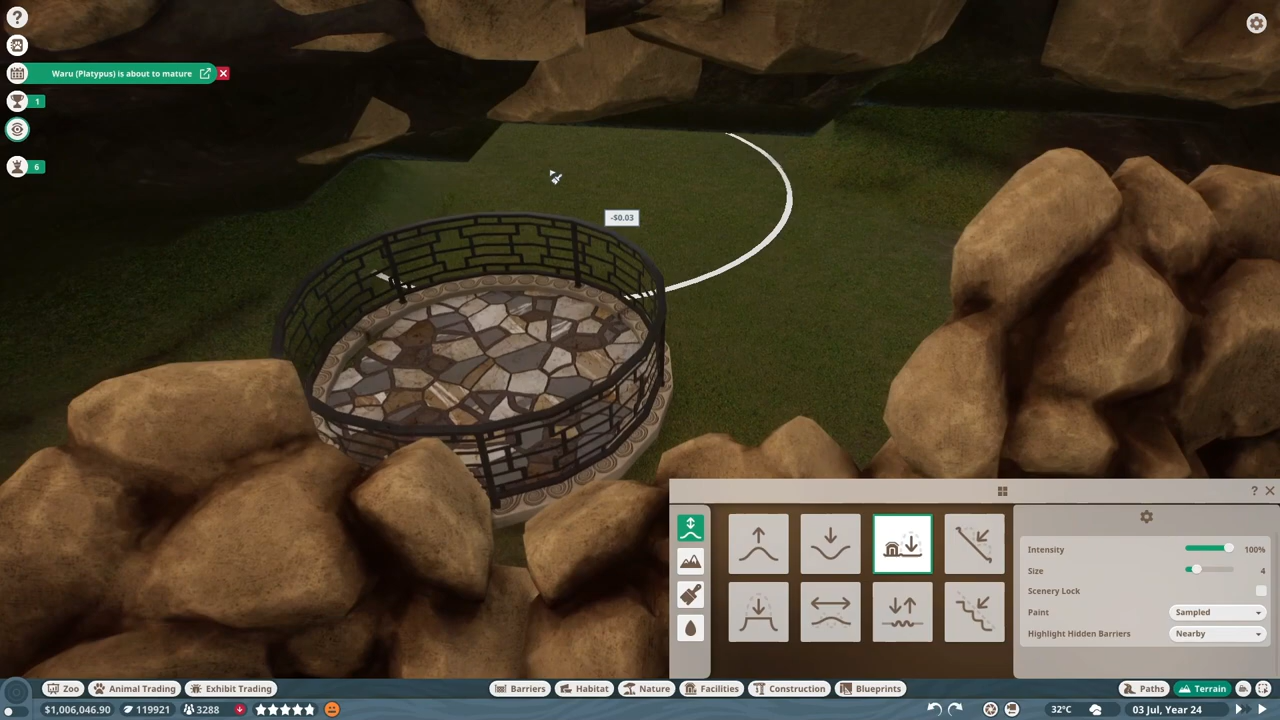 ?
Waru (Platypus) is about to mature
1
6
-$0.03
?
Intensity 100%
Size 4
Scenery Lock
Paint Sampled
Highlight Hidden Barriers Nearby
Zoo Animal Trading Exhibit Trading Barriers Habitat Nature Facilities Construction Blueprints Paths Terrain
$1,006,046.90 119921 3288 32°C 03 Jul, Year 24